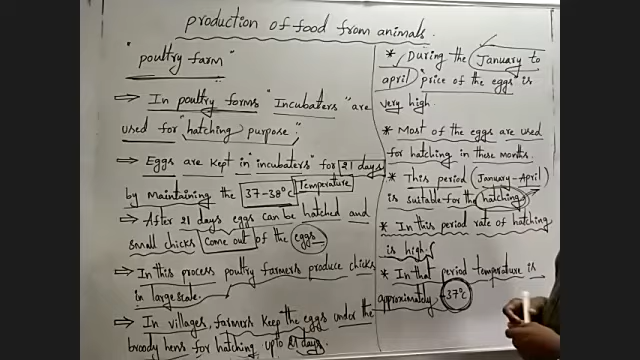 production of food from animals.
"poultry farm"
⇒ In poultry forms "Incubaters" are
used for "hatching purpose".
⇒ Eggs are kept in "incubaters" for 21 days
by maintaining the 37-38°C Temperature
⇒ After 21 days eggs can be hatched and
small chicks come out of the eggs
⇒ In this process poultry farmers produce chicks
in large scale.
⇒ In villages, farmers keep the eggs under the
broody hens for hatching upto 21 days.
* During the January to
april price of the eggs is
very high.
* Most of the eggs are used
for hatching in these months.
* This period (January-April)
is suitable for the hatching
* In this period rate of hatching
is high.
* In that period temperature is
approximately -37°C